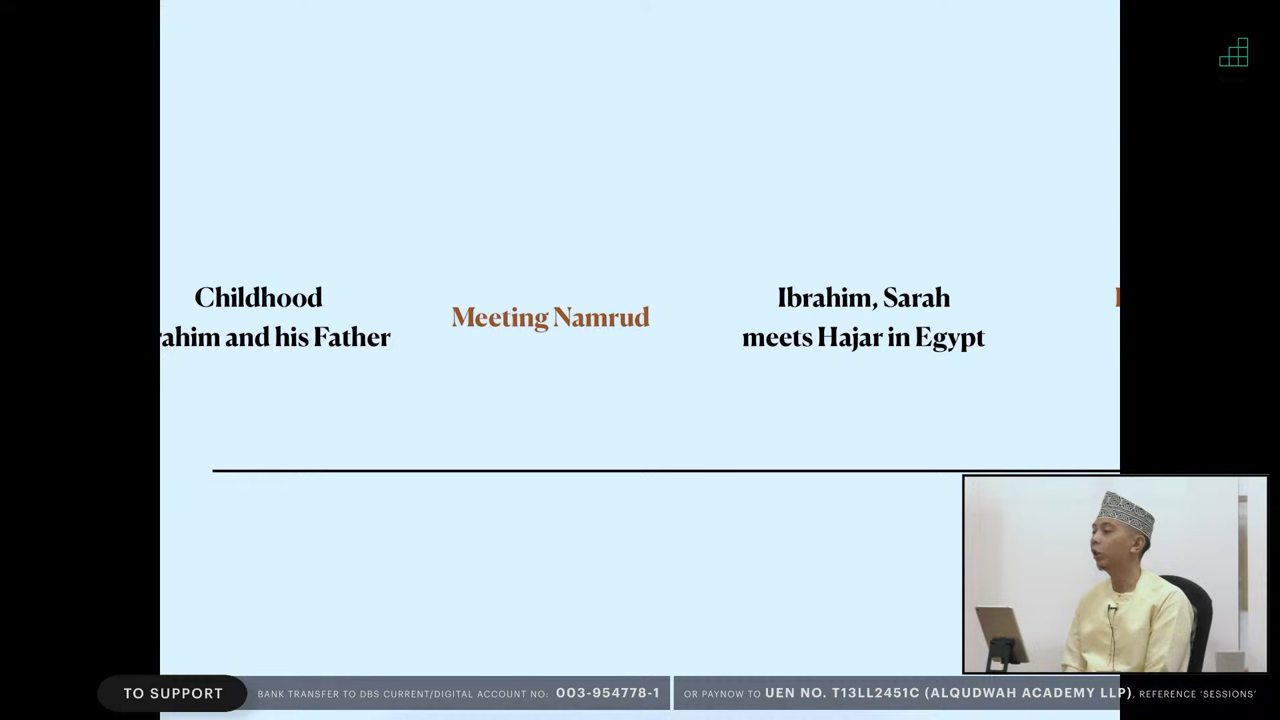 Childhood
rahim and his Father
Meeting Namrud
Ibrahim, Sarah
meets Hajar in Egypt
TO SUPPORT
BANK TRANSFER TO DBS CURRENT/DIGITAL ACCOUNT NO: 003-954778-1
OR PAYNOW TO UEN NO. T13LL2451C (ALQUDWAH ACADEMY LLP), REFERENCE 'SESSIONS'